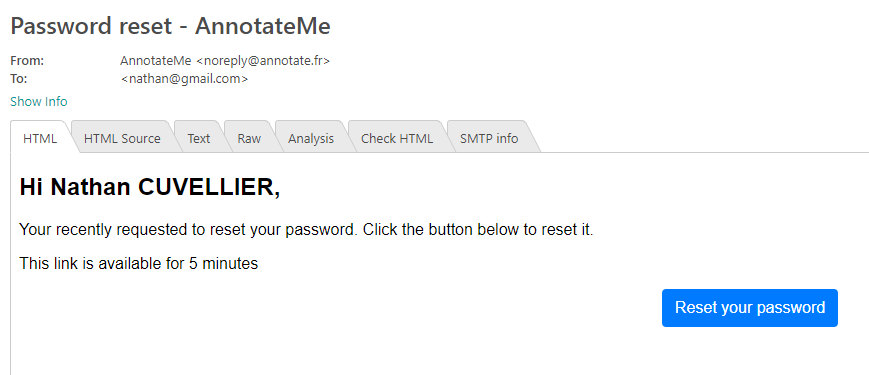 Password reset - AnnotateMe
From: AnnotateMe <noreply@annotate.fr>
To: <nathan@gmail.com>
Show Info
HTML HTML Source Text Raw Analysis Check HTML SMTP info
Hi Nathan CUVELLIER,
Your recently requested to reset your password. Click the button below to reset it.
This link is available for 5 minutes
Reset your password